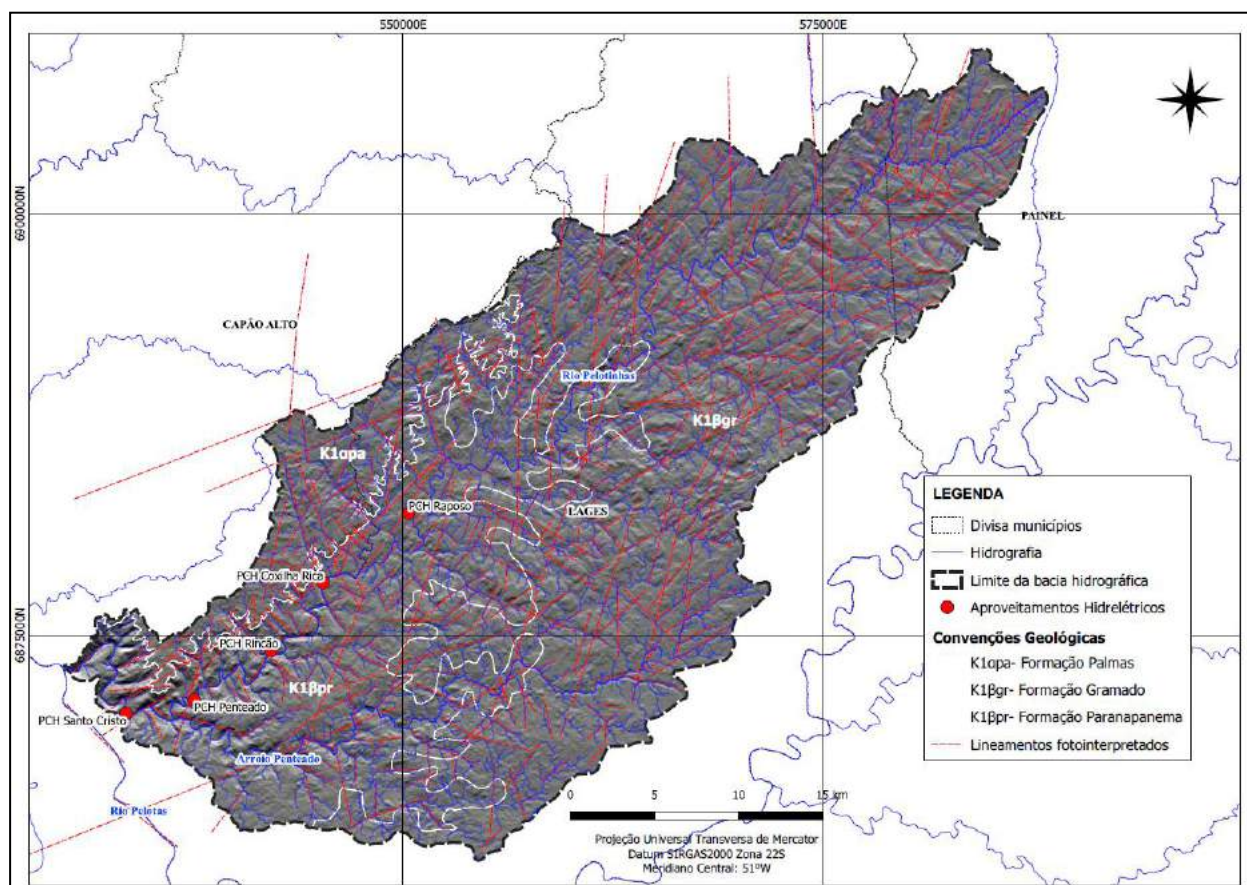 550000E
575000E
6900000N
PAINEL
CAPÃO ALTO
Rio Pelotinhas
K1βgr
K1αpa
PCH Raposo
LAGES
PCH Coxilha Rica
6875000N
PCH Rincão
K1βpr
PCH Penteado
PCH Santo Cristo
Arroio Penteado
Rio Pelotas
LEGENDA
Divisa municípios
Hidrografia
Limite da bacia hidrográfica
Aproveitamentos Hidrelétricos
Convenções Geológicas
K1αpa- Formação Palmas
K1βgr- Formação Gramado
K1βpr- Formação Paranapanema
Lineamentos fotointerpretados
0 5 10 15 km
Projeção Universal Transversa de Mercator
Datum SIRGAS2000 Zona 22S
Meridiano Central: 51ºW